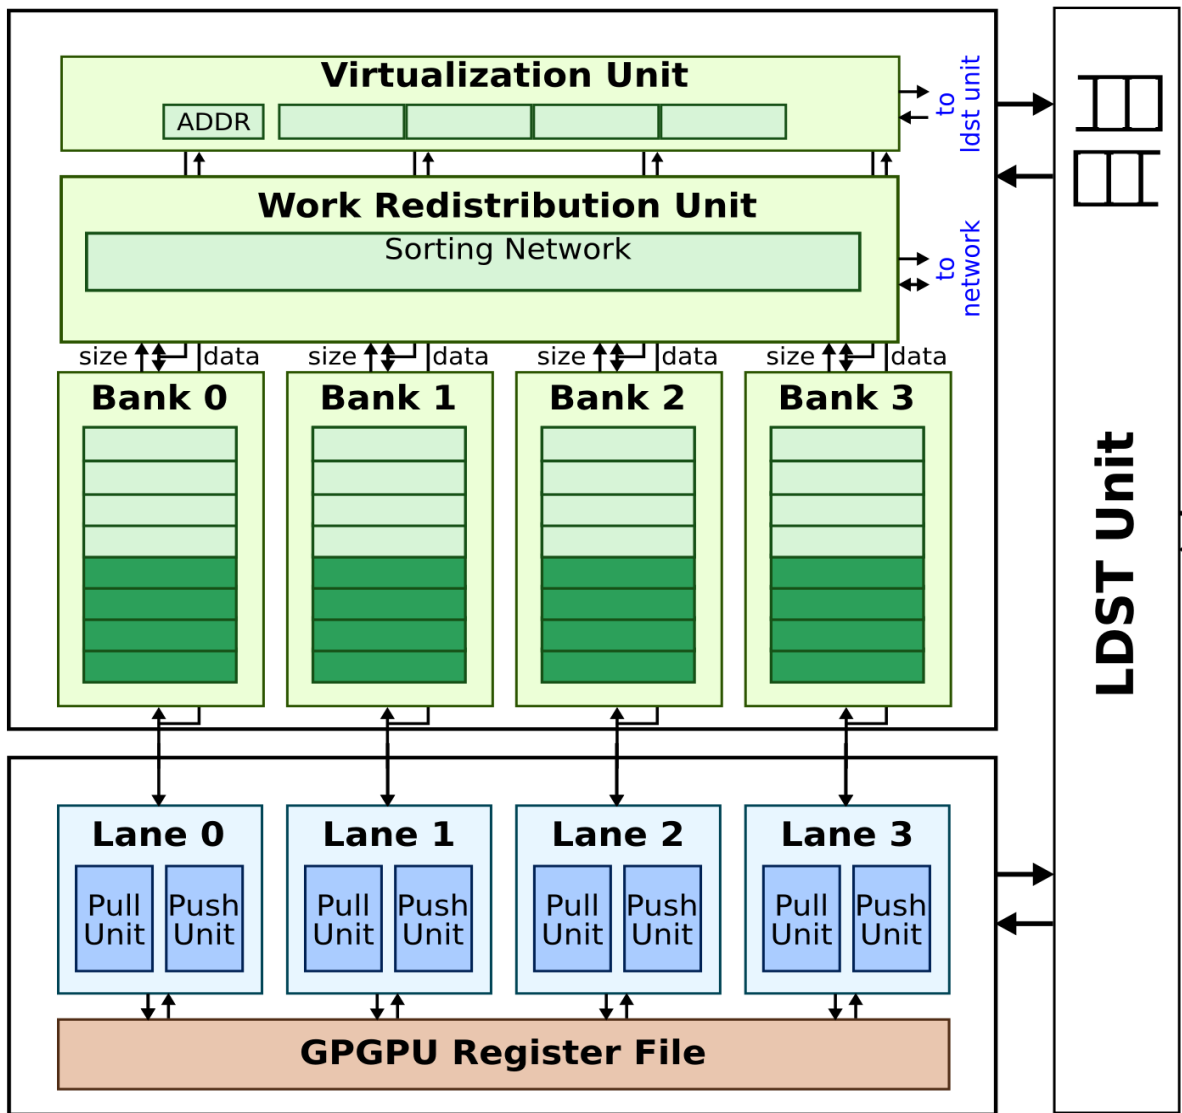 Virtualization Unit
ADDR
to
ldst unit
Work Redistribution Unit
Sorting Network
to
network
size
data
size
data
size
data
size
data
Bank 0
Bank 1
Bank 2
Bank 3
LDST Unit
Lane 0
Lane 1
Lane 2
Lane 3
Pull
Unit
Push
Unit
Pull
Unit
Push
Unit
Pull
Unit
Push
Unit
Pull
Unit
Push
Unit
GPGPU Register File